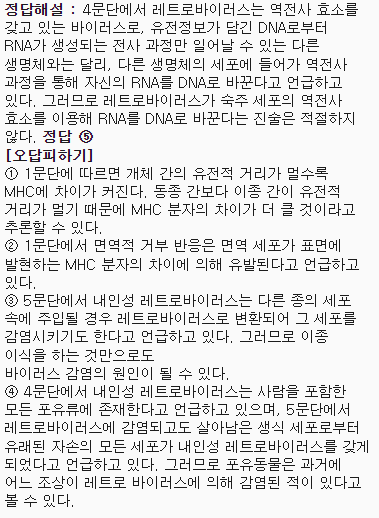 정답해설 : 4문단에서 레트로바이러스는 역전사 효소를
갖고 있는 바이러스로, 유전정보가 담긴 DNA로부터
RNA가 생성되는 전사 과정만 일어날 수 있는 다른
생명체와는 달리, 다른 생명체의 세포에 들어가 역전사
과정을 통해 자신의 RNA를 DNA로 바꾼다고 언급하고
있다. 그러므로 레트로바이러스가 숙주 세포의 역전사
효소를 이용해 RNA를 DNA로 바꾼다는 진술은 적절하지
않다. 정답 ⑤
[오답피하기]
① 1문단에 따르면 개체 간의 유전적 거리가 멀수록
MHC에 차이가 커진다. 동종 간보다 이종 간이 유전적
거리가 멀기 때문에 MHC 분자의 차이가 더 클 것이라고
추론할 수 있다.
② 1문단에서 면역적 거부 반응은 면역 세포가 표면에
발현하는 MHC 분자의 차이에 의해 유발된다고 언급하고
있다.
③ 5문단에서 내인성 레트로바이러스는 다른 종의 세포
속에 주입될 경우 레트로바이러스로 변환되어 그 세포를
감염시키기도 한다고 언급하고 있다. 그러므로 이종
이식을 하는 것만으로도
바이러스 감염의 원인이 될 수 있다.
④ 4문단에서 내인성 레트로바이러스는 사람을 포함한
모든 포유류에 존재한다고 언급하고 있으며, 5문단에서
레트로바이러스에 감염되고도 살아남은 생식 세포로부터
유래된 자손의 모든 세포가 내인성 레트로바이러스를 갖게
되었다고 언급하고 있다. 그러므로 포유동물은 과거에
어느 조상이 레트로 바이러스에 의해 감염된 적이 있다고
볼 수 있다.